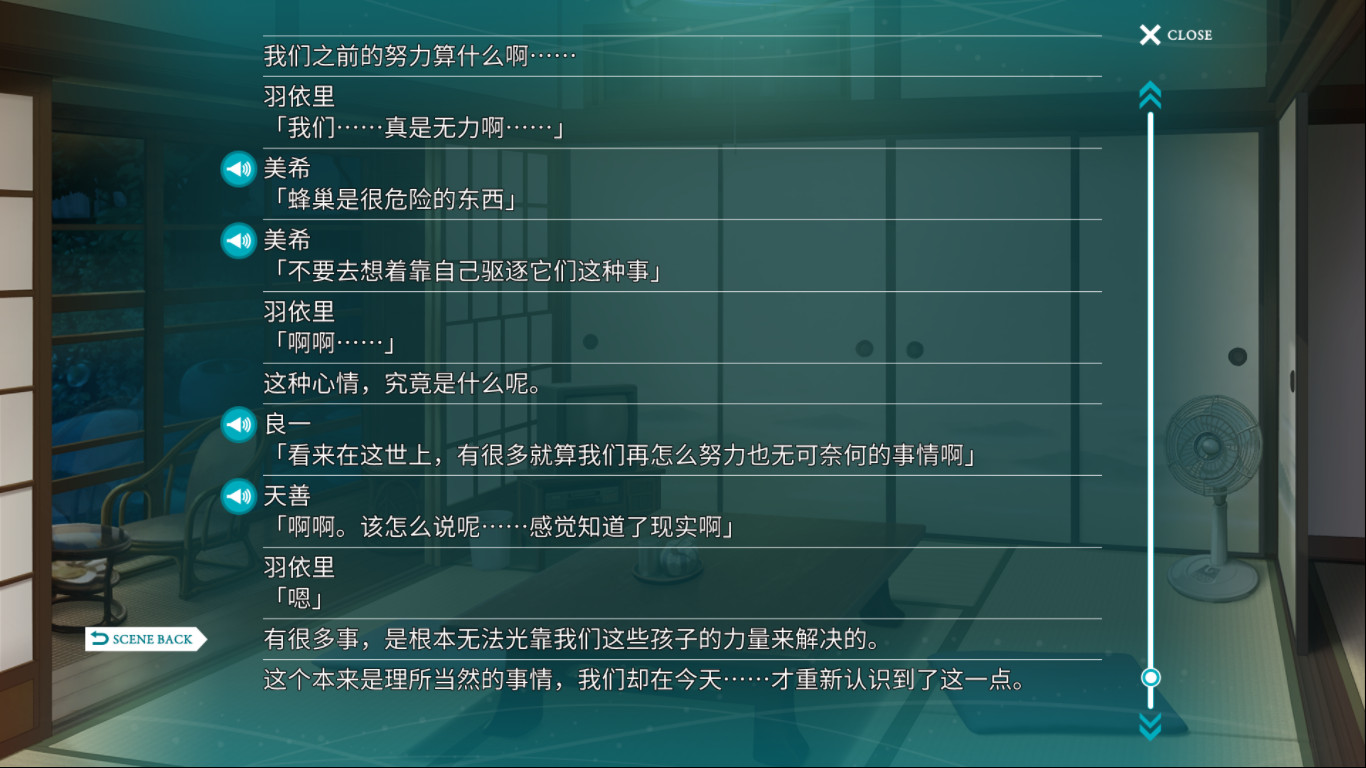 CLOSE
我们之前的努力算什么啊……
羽依里
「我们……真是无力啊……」
美希
「蜂巢是很危险的东西」
美希
「不要去想着靠自己驱逐它们这种事」
羽依里
「啊啊……」
这种心情，究竟是什么呢。
良一
「看来在这世上，有很多就算我们再怎么努力也无可奈何的事情啊」
天善
「啊啊。该怎么说呢……感觉知道了现实啊」
羽依里
「嗯」
SCENE BACK
有很多事，是根本无法光靠我们这些孩子的力量来解决的。
这个本来是理所当然的事情，我们却在今天……才重新认识到了这一点。